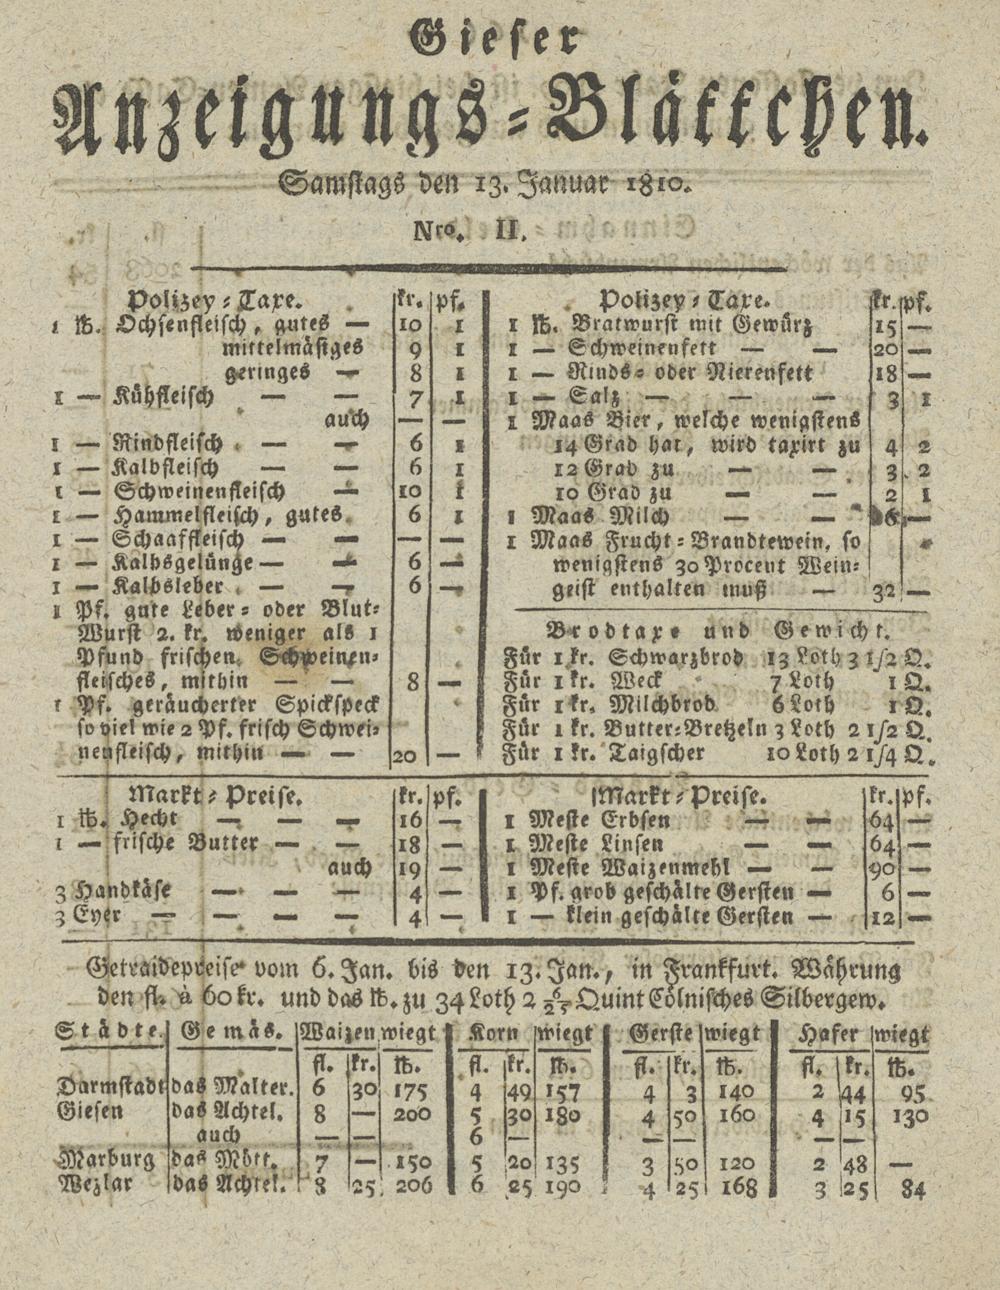 Gieser
Anzeigungs-Blättchen.
Samstags den 13. Januar 1810.
Nro. II.
Polizey-Taxe. kr. pf.
1 ℔. Ochsenfleisch, gutes — 10 1
mittelmäsiges 9 1
geringes — 8 1
1 — Kühfleisch — — 7 1
auch — —
1 — Rindfleisch — — 6 1
1 — Kalbfleisch — — 6 1
1 — Schweinenfleisch — 10 1
1 — Hammelfleisch, gutes 6 1
1 — Schaaffleisch — — — —
1 — Kalbsgelünge — — 6 —
1 — Kalbsleber — — 6 —
1 Pf. gute Leber- oder Blut-
Wurst 2. kr. weniger als 1
Pfund frischen Schweinen-
fleisches, mithin — — 8 —
1 Pf. geräucherter Spickspeck
so viel wie 2 Pf. frisch Schwei-
nenfleisch, mithin — — 20 —
Polizey-Taxe. kr. pf.
1 ℔. Bratwurst mit Gewürz 15 —
1 — Schweinenfett — — 20 —
1 — Rinds- oder Nierenfett 18 —
1 — Salz — — — 3 1
1 Maas Bier, welche wenigstens
14 Grad hat, wird taxirt zu 4 2
12 Grad zu — — 3 2
10 Grad zu — — 2 1
1 Maas Milch — — 6 —
1 Maas Frucht-Brandtewein, so
wenigstens 30 Procent Wein-
geist enthalten muß — 32 —
Brodtaxe und Gewicht.
Für 1 kr. Schwarzbrod 13 Loth 3 1/2 Q.
Für 1 kr. Weck 7 Loth 1 Q.
Für 1 kr. Milchbrod 6 Loth 1 Q.
Für 1 kr. Butter-Bretzeln 3 Loth 2 1/2 Q.
Für 1 kr. Taigscher 10 Loth 2 1/4 Q.
Markt-Preise. kr. pf.
1 ℔. Hecht — — — 16 —
1 — frische Butter — — 18 —
auch 19 —
3 Handkäse — — — 4 —
3 Eyer — — — — 4 —
Markt-Preise. kr. pf.
1 Meste Erbsen — — 64 —
1 Meste Linsen — — 64 —
1 Meste Waizenmehl — — 90 —
1 Pf. grob geschälte Gersten — 6 —
1 — klein geschälte Gersten — 12 —
Getraidepreise vom 6. Jan. bis den 13. Jan., in Frankfurt. Währung
den fl. à 60 kr. und das ℔. zu 34 Loth 2 6/25 Quint Cölnisches Silbergew.
Städte. Gemäs. Waizen wiegt Korn wiegt Gerste wiegt Hafer wiegt
fl. kr. ℔. fl. kr. ℔. fl. kr. ℔. fl. kr. ℔.
Darmstadt das Malter. 6 30 175 4 49 157 4 3 140 2 44 95
Giesen das Achtel. 8 — 200 5 30 180 4 50 160 4 15 130
auch — — 6 — — — — —
Marburg das Mött. 7 — 150 5 20 135 3 50 120 2 48 —
Wezlar das Achtel. 8 25 206 6 25 190 4 25 168 3 25 84